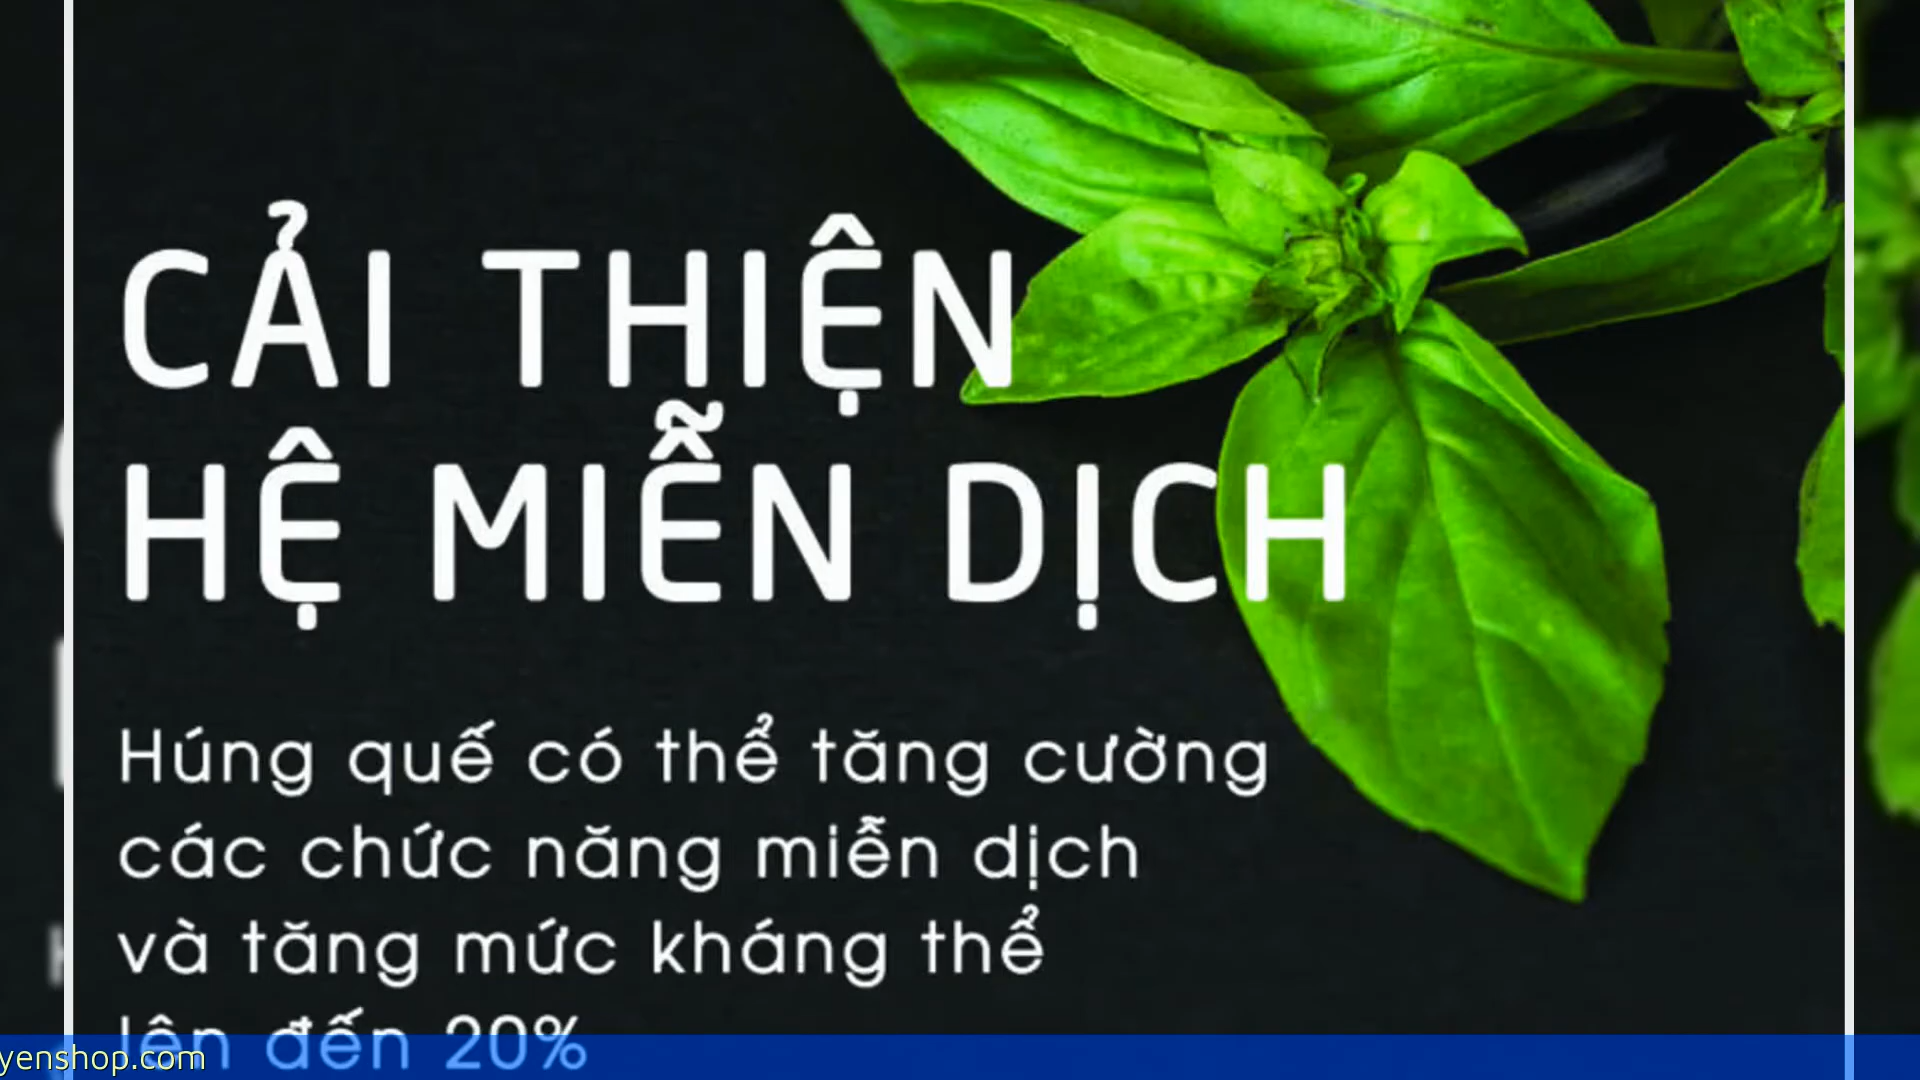 CẢI THIỆN
HỆ MIỄN DỊCH
Húng quế có thể tăng cường
các chức năng miễn dịch
và tăng mức kháng thể
lên đến 20%
yenshop.com